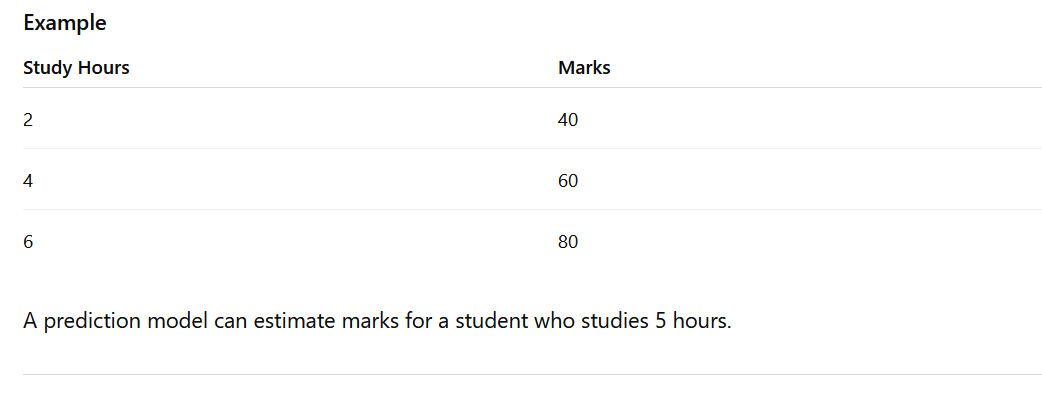 Example
Study Hours Marks
2 40
4 60
6 80
A prediction model can estimate marks for a student who studies 5 hours.